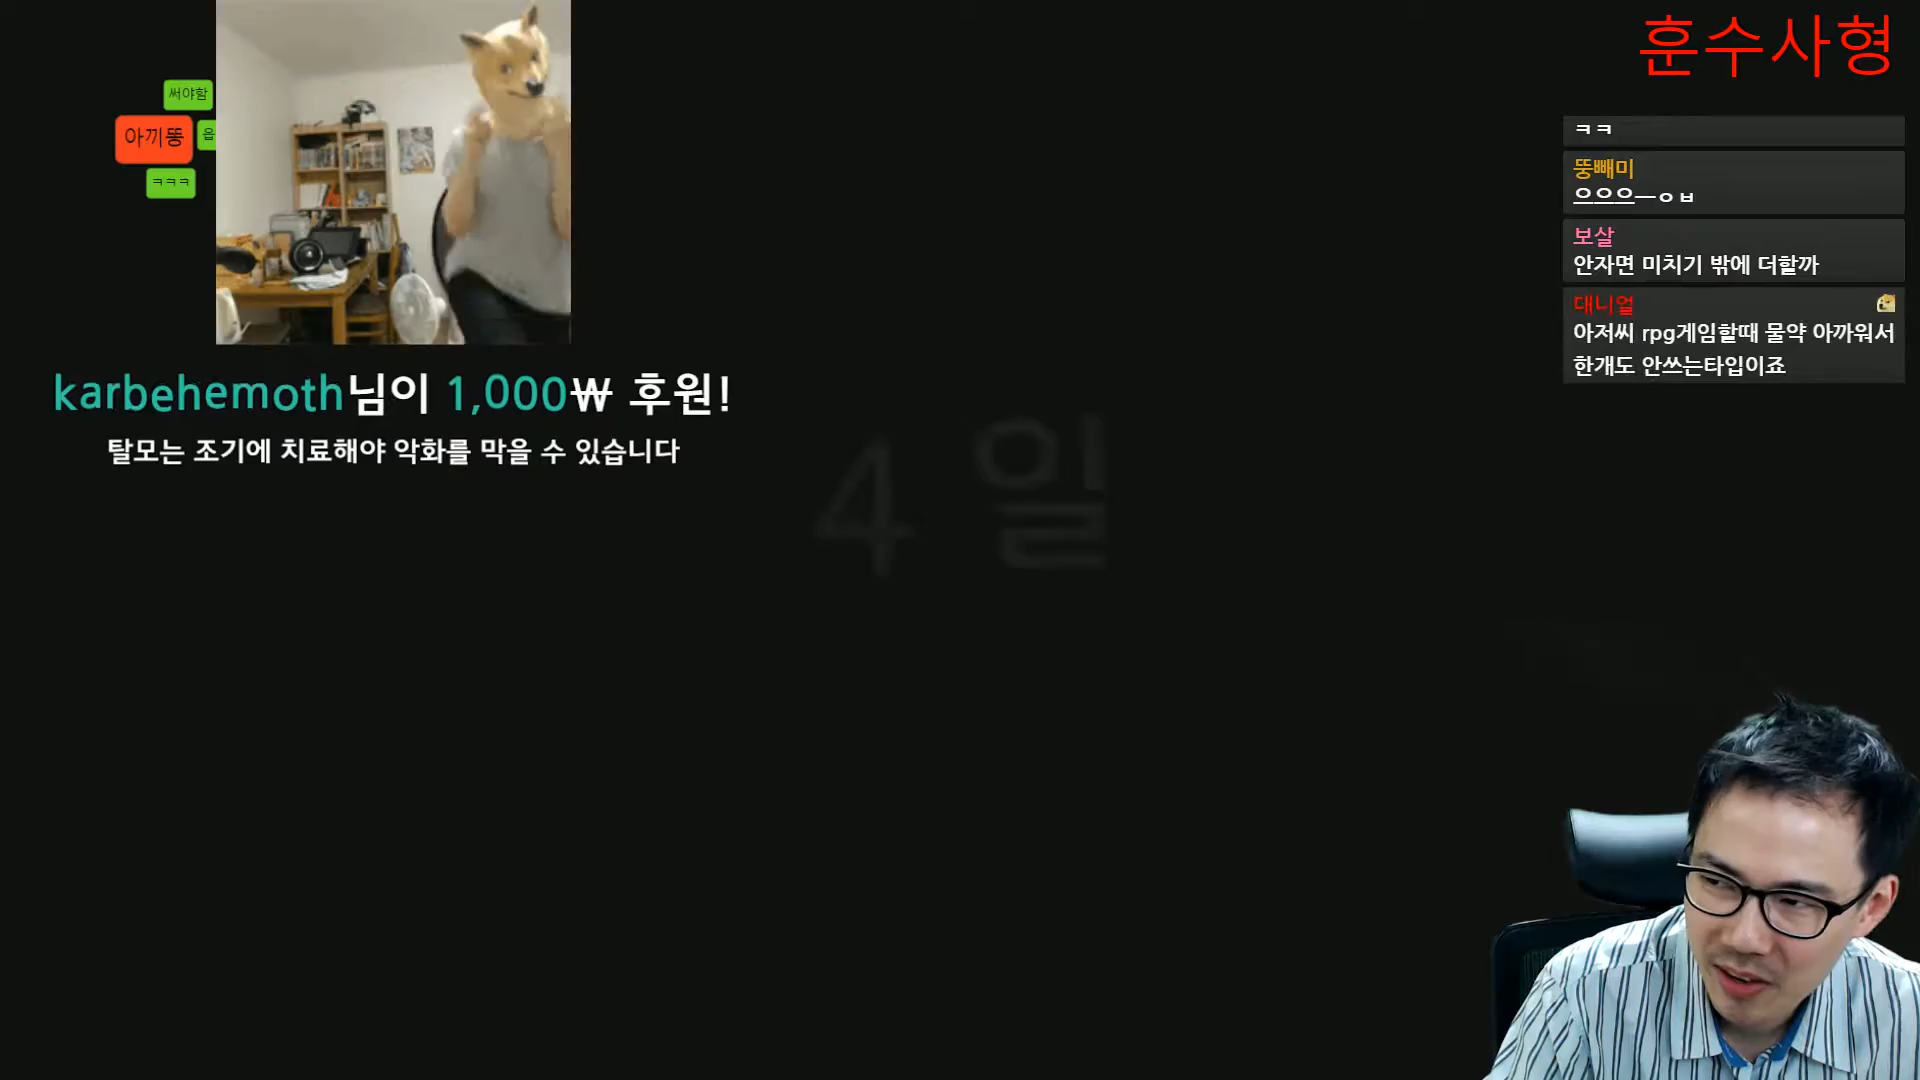 훈수사형
써야함
아끼똥
읍
ㅋㅋㅋ
ㅋㅋ
뚱빼미
으으으ㅡㅇㅂ
보살
안자면 미치기 밖에 더할까
대니얼
아저씨 rpg게임할때 물약 아까워서
한개도 안쓰는타입이죠
karbehemoth님이 1,000₩ 후원!
탈모는 조기에 치료해야 악화를 막을 수 있습니다
4 일